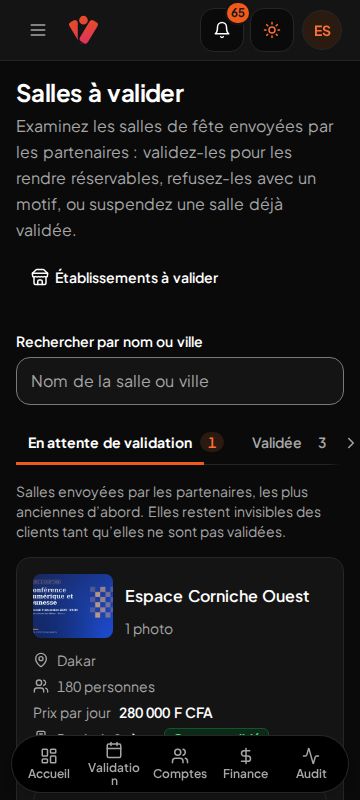 65
ES
Salles à valider
Examinez les salles de fête envoyées par
les partenaires : validez-les pour les
rendre réservables, refusez-les avec un
motif, ou suspendez une salle déjà
validée.
Établissements à valider
Rechercher par nom ou ville
Nom de la salle ou ville
En attente de validation 1 Validée 3
Salles envoyées par les partenaires, les plus
anciennes d'abord. Elles restent invisibles des
clients tant qu'elles ne sont pas validées.
Espace Corniche Ouest
1 photo
Dakar
180 personnes
Prix par jour 280 000 F CFA
Accueil
Validatio
n
Comptes
Finance
Audit